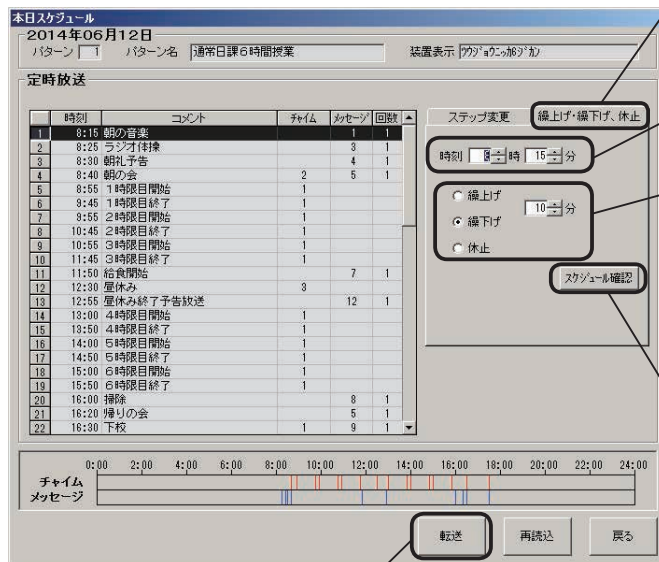 本日スケジュール
2014年06月12日
パターン 1 パターン名 通常日課6時間授業 装置表示 ﾂｳｼﾞｮｳﾆｯｶ6ｼﾞｶﾝ
定時放送
時刻 コメント チャイム メッセージ 回数
1 8:15 朝の音楽 1 1
2 8:25 ラジオ体操 3 1
3 8:30 朝礼予告 4 1
4 8:40 朝の会 2 5 1
5 8:55 1時限目開始 1
6 9:45 1時限目終了 1
7 9:55 2時限目開始 1
8 10:45 2時限目終了 1
9 10:55 3時限目開始 1
10 11:45 3時限目終了 1
11 11:50 給食開始 7 1
12 12:30 昼休み 3
13 12:55 昼休み終了予告放送 12 1
14 13:00 4時限目開始 1
15 13:50 4時限目終了 1
16 14:00 5時限目開始 1
17 14:50 5時限目終了 1
18 15:00 6時限目開始 1
19 15:50 6時限目終了 1
20 16:00 掃除 8 1
21 16:20 帰りの会 5 1
22 16:30 下校 1 9 1
ステップ変更 繰上げ・繰下げ、休止
時刻 8 時 15 分
繰上げ
10 分
繰下げ
休止
スケジュール確認
0:00 2:00 4:00 6:00 8:00 10:00 12:00 14:00 16:00 18:00 20:00 22:00 24:00
チャイム
メッセージ
転送 再読込 戻る